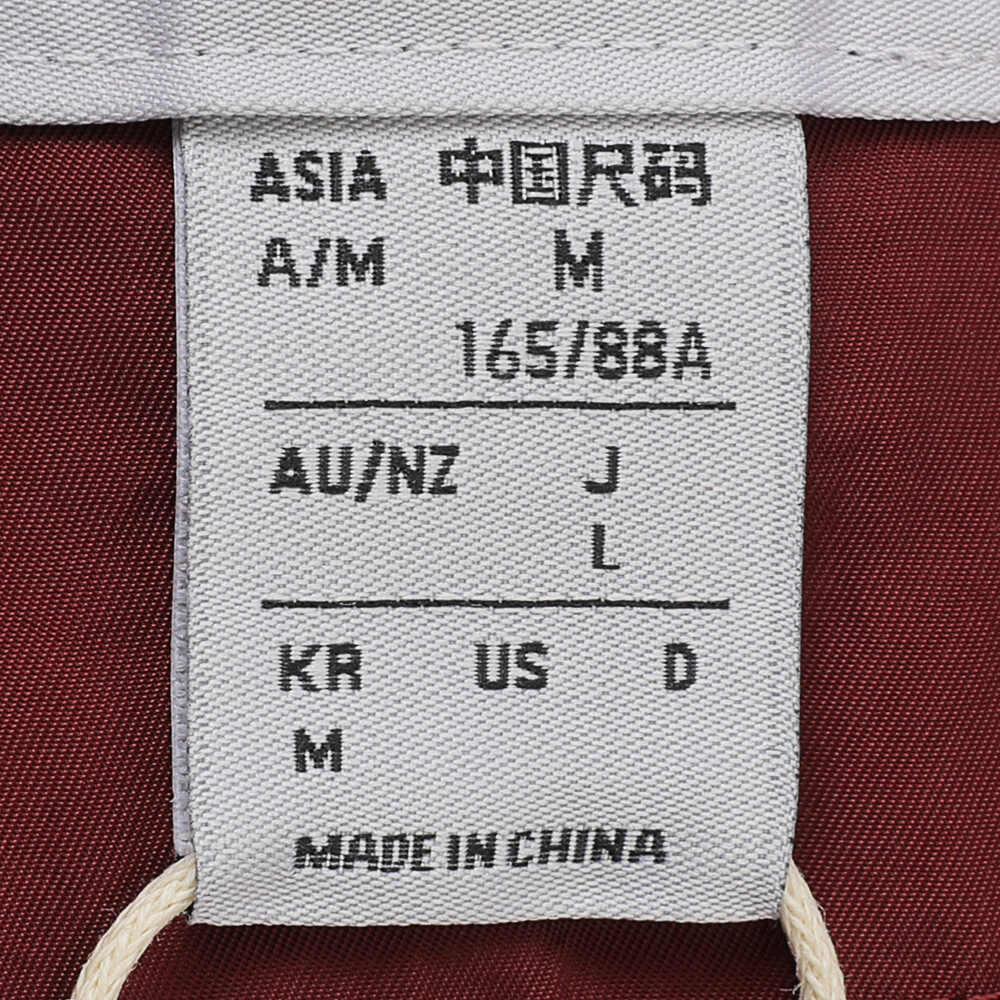 ASIA 中国尺码
A/M M
165/88A
AU/NZ J
L
KR US D
M
MADE IN CHINA